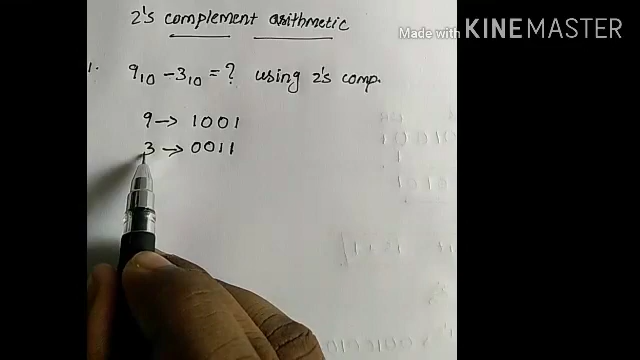 2's complement arithmetic
Made with KINEMASTER
1. 9₁₀ – 3₁₀ = ? using 2's comp.
9 → 1001
3 → 0011